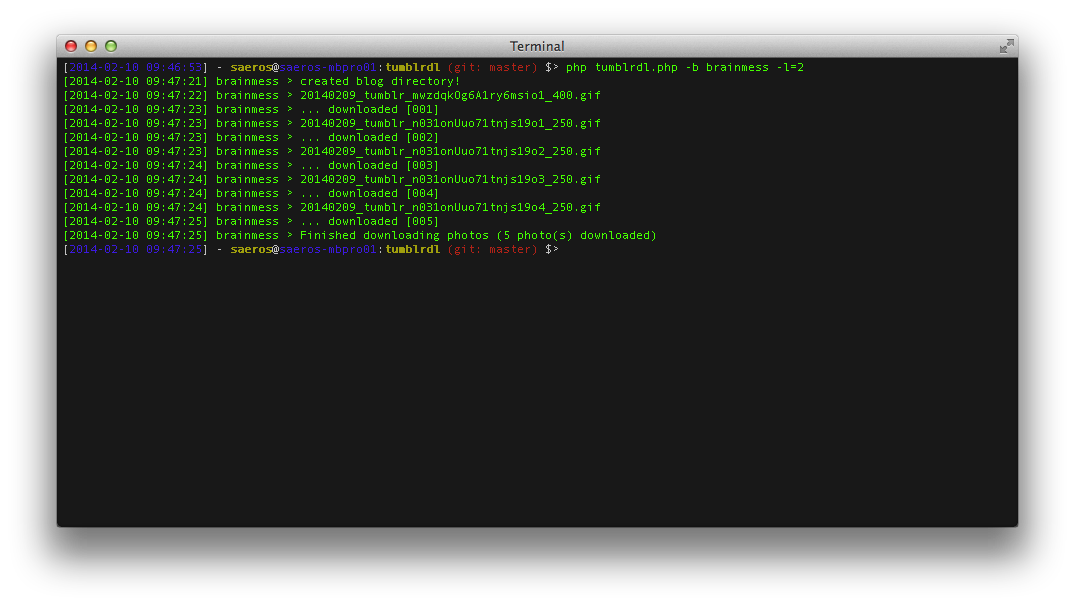 Terminal
[2014-02-10 09:46:53] - saeros@saeros-mbpro01:tumblrdl (git: master) $> php tumblrdl.php -b brainmess -l=2
[2014-02-10 09:47:21] brainmess > created blog directory!
[2014-02-10 09:47:22] brainmess > 20140209_tumblr_mwzdqkOg6A1ry6msio1_400.gif
[2014-02-10 09:47:23] brainmess > ... downloaded [001]
[2014-02-10 09:47:23] brainmess > 20140209_tumblr_n031onUuo71tnjs19o1_250.gif
[2014-02-10 09:47:23] brainmess > ... downloaded [002]
[2014-02-10 09:47:23] brainmess > 20140209_tumblr_n031onUuo71tnjs19o2_250.gif
[2014-02-10 09:47:24] brainmess > ... downloaded [003]
[2014-02-10 09:47:24] brainmess > 20140209_tumblr_n031onUuo71tnjs19o3_250.gif
[2014-02-10 09:47:24] brainmess > ... downloaded [004]
[2014-02-10 09:47:24] brainmess > 20140209_tumblr_n031onUuo71tnjs19o4_250.gif
[2014-02-10 09:47:25] brainmess > ... downloaded [005]
[2014-02-10 09:47:25] brainmess > Finished downloading photos (5 photo(s) downloaded)
[2014-02-10 09:47:25] - saeros@saeros-mbpro01:tumblrdl (git: master) $>